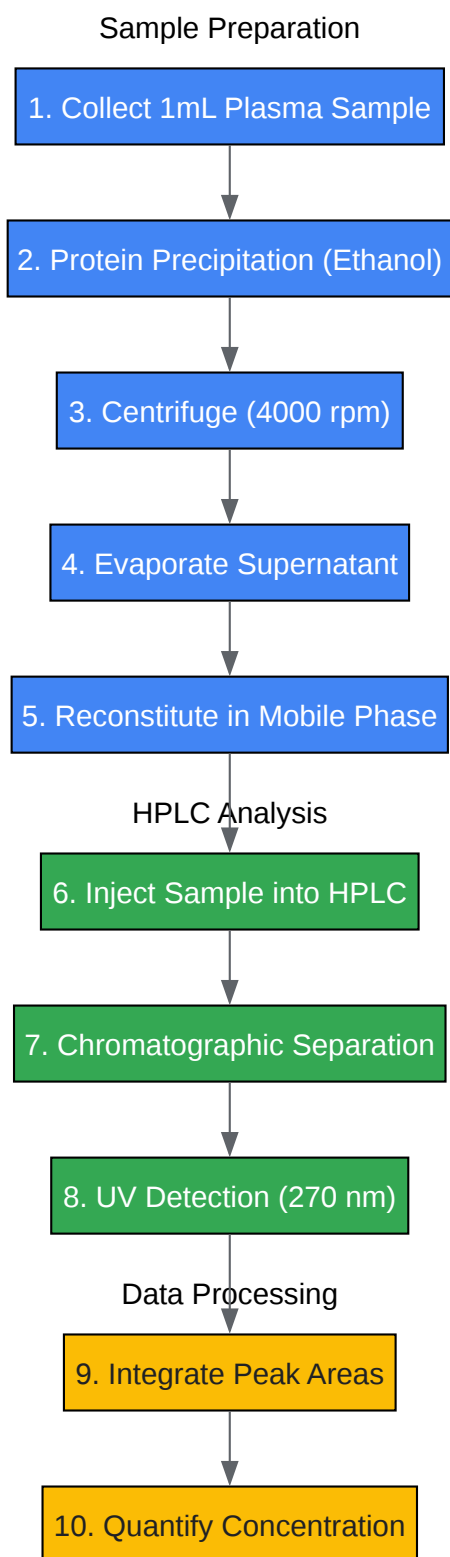 Sample Preparation
1. Collect 1mL Plasma Sample
2. Protein Precipitation (Ethanol)
3. Centrifuge (4000 rpm)
4. Evaporate Supernatant
5. Reconstitute in Mobile Phase
HPLC Analysis
6. Inject Sample into HPLC
7. Chromatographic Separation
8. UV Detection (270 nm)
Data Processing
9. Integrate Peak Areas
10. Quantify Concentration